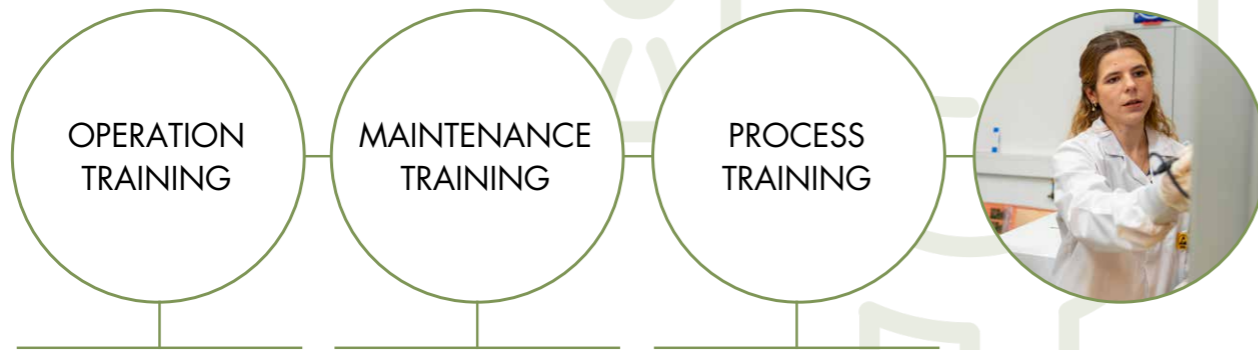 OPERATION
TRAINING
MAINTENANCE
TRAINING
PROCESS
TRAINING